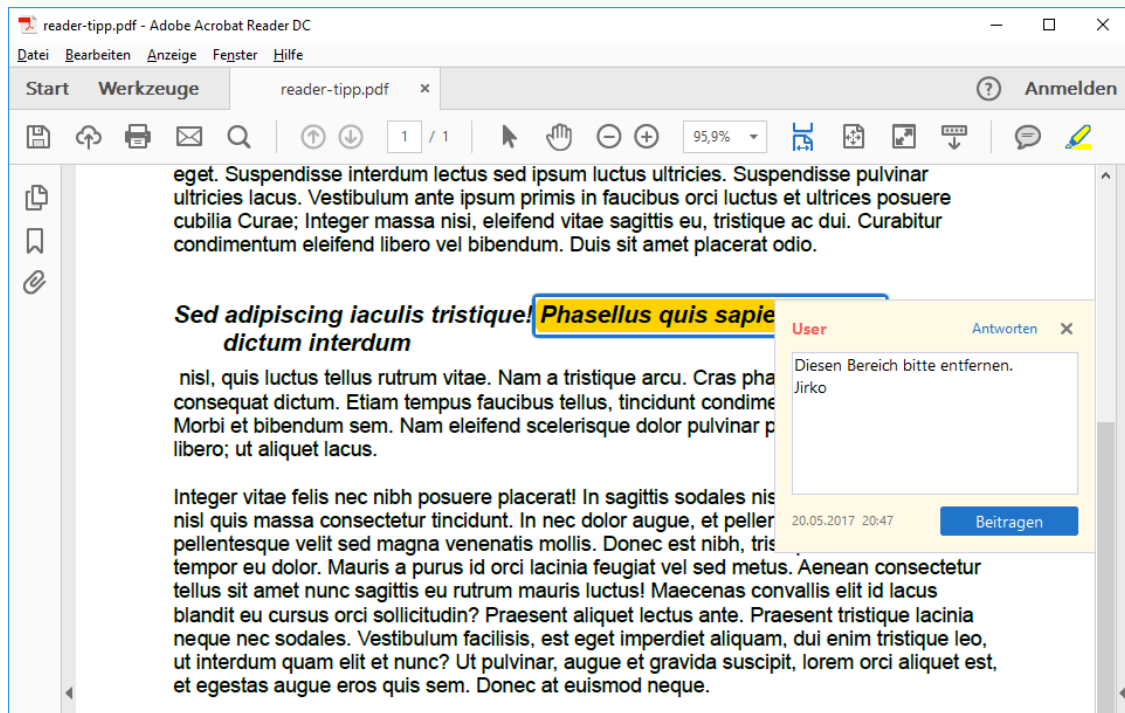 reader-tipp.pdf - Adobe Acrobat Reader DC
Datei Bearbeiten Anzeige Fenster Hilfe
Start Werkzeuge reader-tipp.pdf × ? Anmelden
1 / 1 95,9%
eget. Suspendisse interdum lectus sed ipsum luctus ultricies. Suspendisse pulvinar
ultricies lacus. Vestibulum ante ipsum primis in faucibus orci luctus et ultrices posuere
cubilia Curae; Integer massa nisi, eleifend vitae sagittis eu, tristique ac dui. Curabitur
condimentum eleifend libero vel bibendum. Duis sit amet placerat odio.
Sed adipiscing iaculis tristique! Phasellus quis sapie
dictum interdum
nisl, quis luctus tellus rutrum vitae. Nam a tristique arcu. Cras pha
consequat dictum. Etiam tempus faucibus tellus, tincidunt condime
Morbi et bibendum sem. Nam eleifend scelerisque dolor pulvinar p
libero; ut aliquet lacus.
User Antworten
Diesen Bereich bitte entfernen.
Jirko
20.05.2017 20:47 Beitragen
Integer vitae felis nec nibh posuere placerat! In sagittis sodales nis
nisl quis massa consectetur tincidunt. In nec dolor augue, et peller
pellentesque velit sed magna venenatis mollis. Donec est nibh, tris
tempor eu dolor. Mauris a purus id orci lacinia feugiat vel sed metus. Aenean consectetur
tellus sit amet nunc sagittis eu rutrum mauris luctus! Maecenas convallis elit id lacus
blandit eu cursus orci sollicitudin? Praesent aliquet lectus ante. Praesent tristique lacinia
neque nec sodales. Vestibulum facilisis, est eget imperdiet aliquam, dui enim tristique leo,
ut interdum quam elit et nunc? Ut pulvinar, augue et gravida suscipit, lorem orci aliquet est,
et egestas augue eros quis sem. Donec at euismod neque.